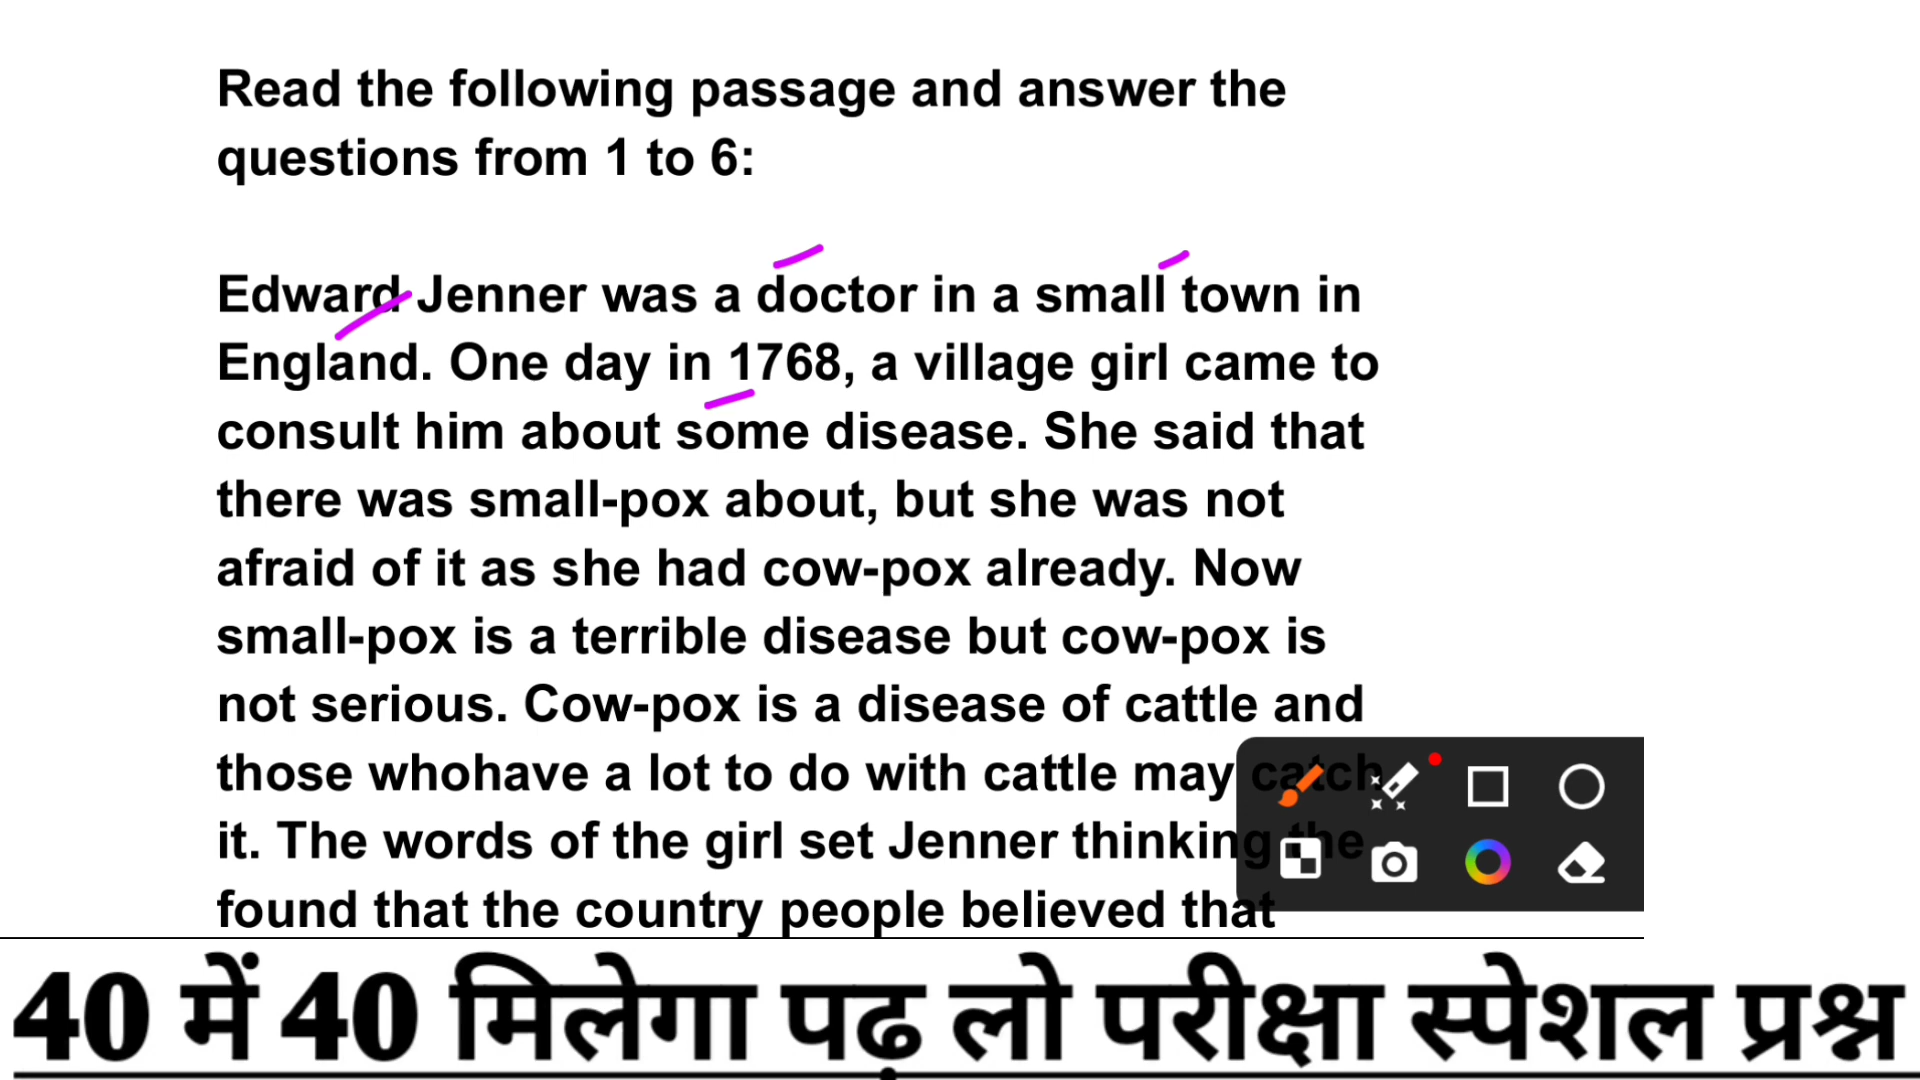 Read the following passage and answer the
questions from 1 to 6:
Edward Jenner was a doctor in a small town in
England. One day in 1768, a village girl came to
consult him about some disease. She said that
there was small-pox about, but she was not
afraid of it as she had cow-pox already. Now
small-pox is a terrible disease but cow-pox is
not serious. Cow-pox is a disease of cattle and
those whohave a lot to do with cattle may catch
it. The words of the girl set Jenner thinking the
found that the country people believed that
40 में 40 मिलेगा पढ़ लो परीक्षा स्पेशल प्रश्न